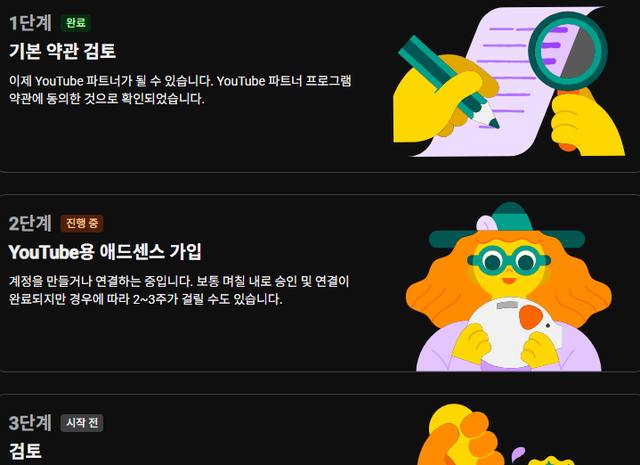 1단계 완료
기본 약관 검토
이제 YouTube 파트너가 될 수 있습니다. YouTube 파트너 프로그램
약관에 동의한 것으로 확인되었습니다.
2단계 진행 중
YouTube용 애드센스 가입
계정을 만들거나 연결하는 중입니다. 보통 며칠 내로 승인 및 연결이
완료되지만 경우에 따라 2~3주가 걸릴 수도 있습니다.
3단계 시작 전
검토